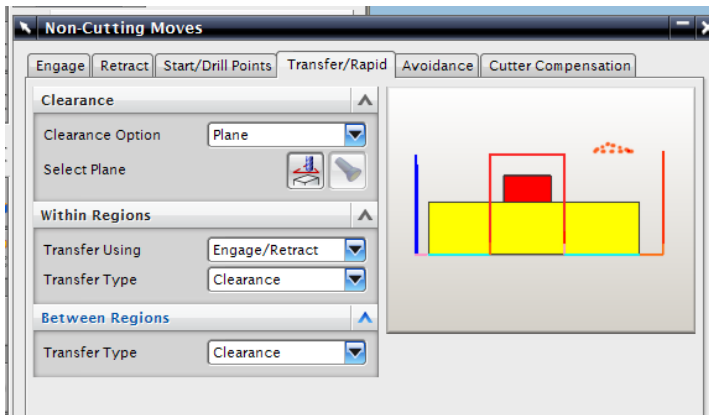 Non-Cutting Moves
Engage Retract Start/Drill Points Transfer/Rapid Avoidance Cutter Compensation
Clearance
Clearance Option Plane
Select Plane
Within Regions
Transfer Using Engage/Retract
Transfer Type Clearance
Between Regions
Transfer Type Clearance